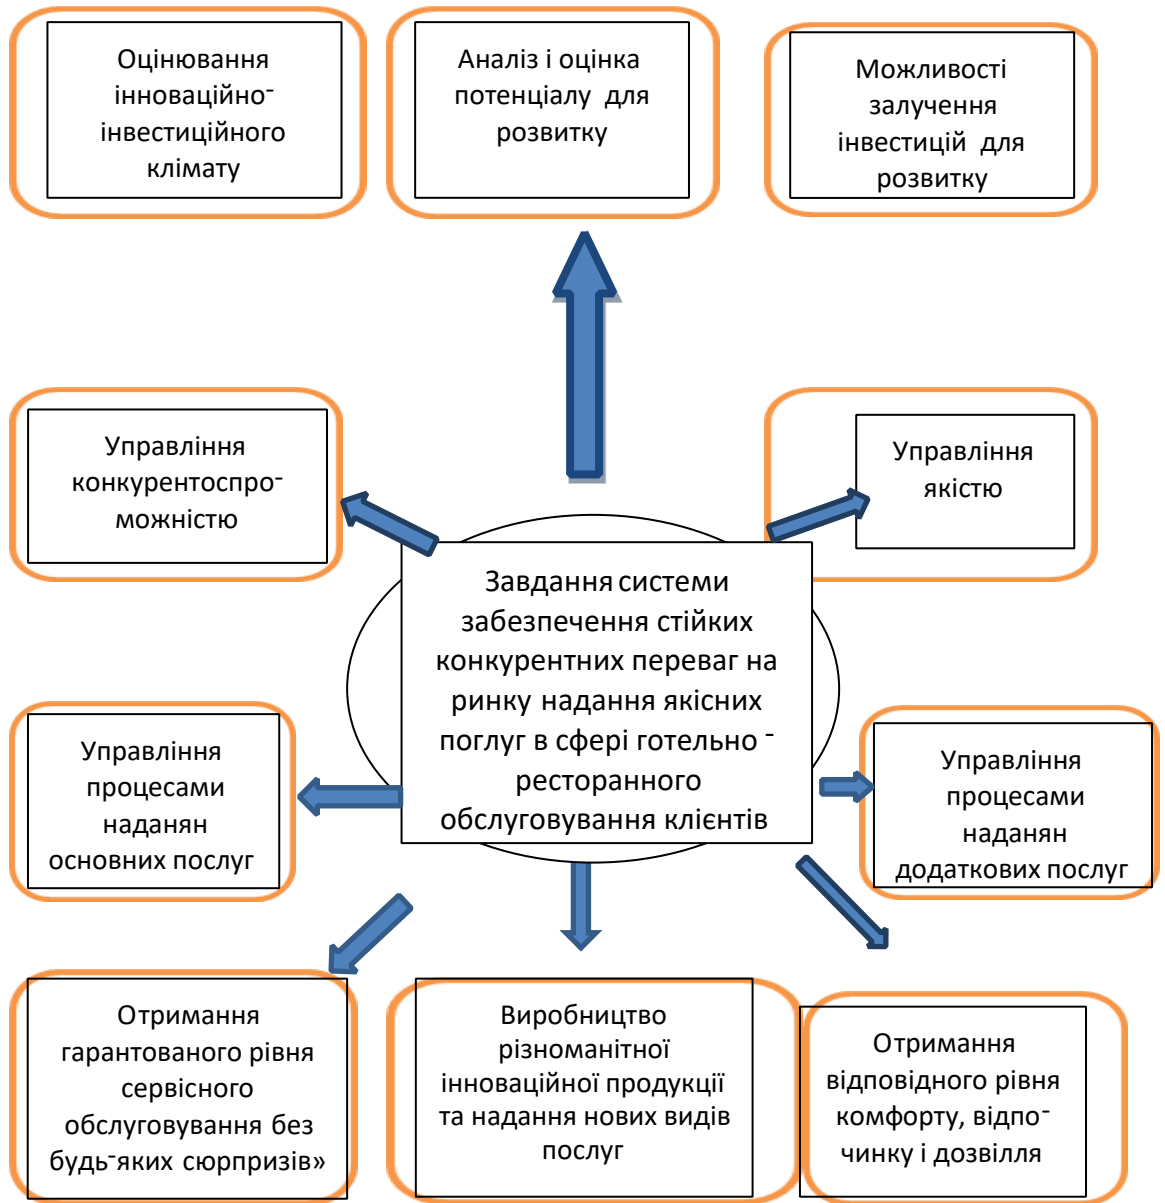 Оцінювання
інноваційно-
інвестиційного
клімату
Аналіз і оцінка
потенціалу для
розвитку
Можливості
залучення
інвестицій для
розвитку
Управління
конкурентоспро-
можністю
Управління
якістю
Завдання системи
забезпечення стійких
конкурентних переваг на
ринку надання якісних
поглуг в сфері готельно -
ресторанного
обслуговування клієнтів
Управління
процесами
наданян
основних послуг
Управління
процесами
наданян
додаткових послуг
Отримання
гарантованого рівня
сервісного
обслуговування без
будь-яких сюрпризів»
Виробництво
різноманітної
інноваційної продукції
та надання нових видів
послуг
Отримання
відповідного рівня
комфорту, відпо-
чинку і дозвілля